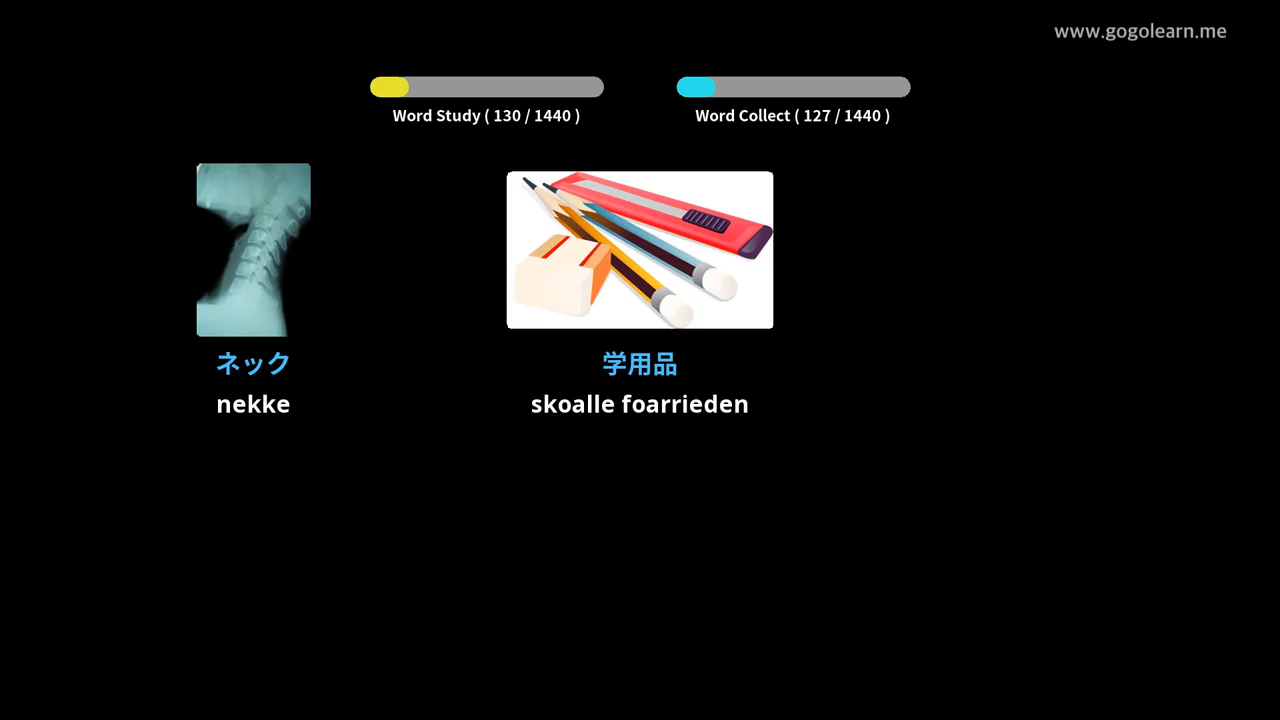 www.gogolearn.me
Word Study ( 130 / 1440 )
Word Collect ( 127 / 1440 )
ネック
nekke
学用品
skoalle foarrieden